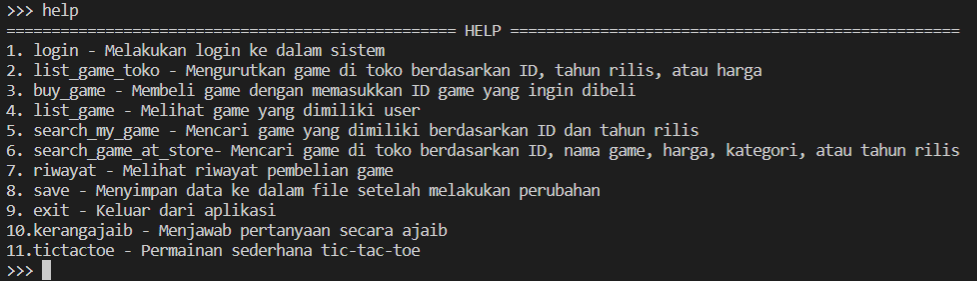 >>> help
================================================== HELP ==================================================
1. login - Melakukan login ke dalam sistem
2. list_game_toko - Mengurutkan game di toko berdasarkan ID, tahun rilis, atau harga
3. buy_game - Membeli game dengan memasukkan ID game yang ingin dibeli
4. list_game - Melihat game yang dimiliki user
5. search_my_game - Mencari game yang dimiliki berdasarkan ID dan tahun rilis
6. search_game_at_store- Mencari game di toko berdasarkan ID, nama game, harga, kategori, atau tahun rilis
7. riwayat - Melihat riwayat pembelian game
8. save - Menyimpan data ke dalam file setelah melakukan perubahan
9. exit - Keluar dari aplikasi
10.kerangajaib - Menjawab pertanyaan secara ajaib
11.tictactoe - Permainan sederhana tic-tac-toe
>>>